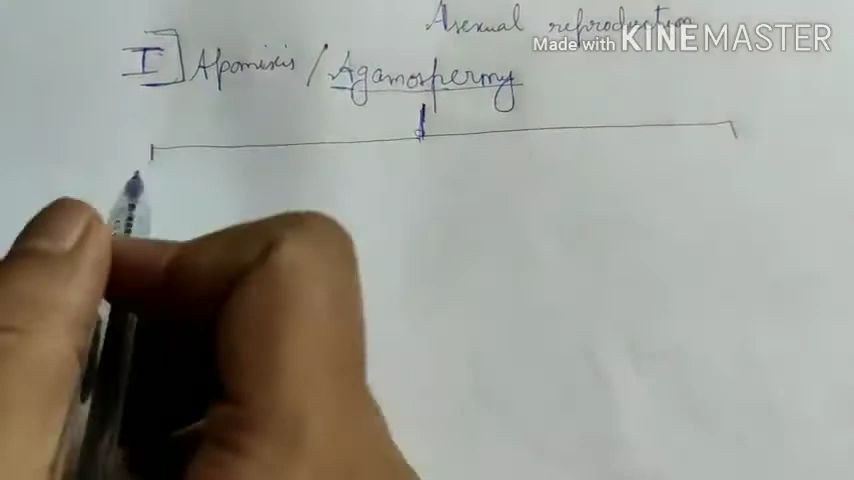 Asexual reproduction
Made with KINEMASTER
I] Apomixis / Agamospermy